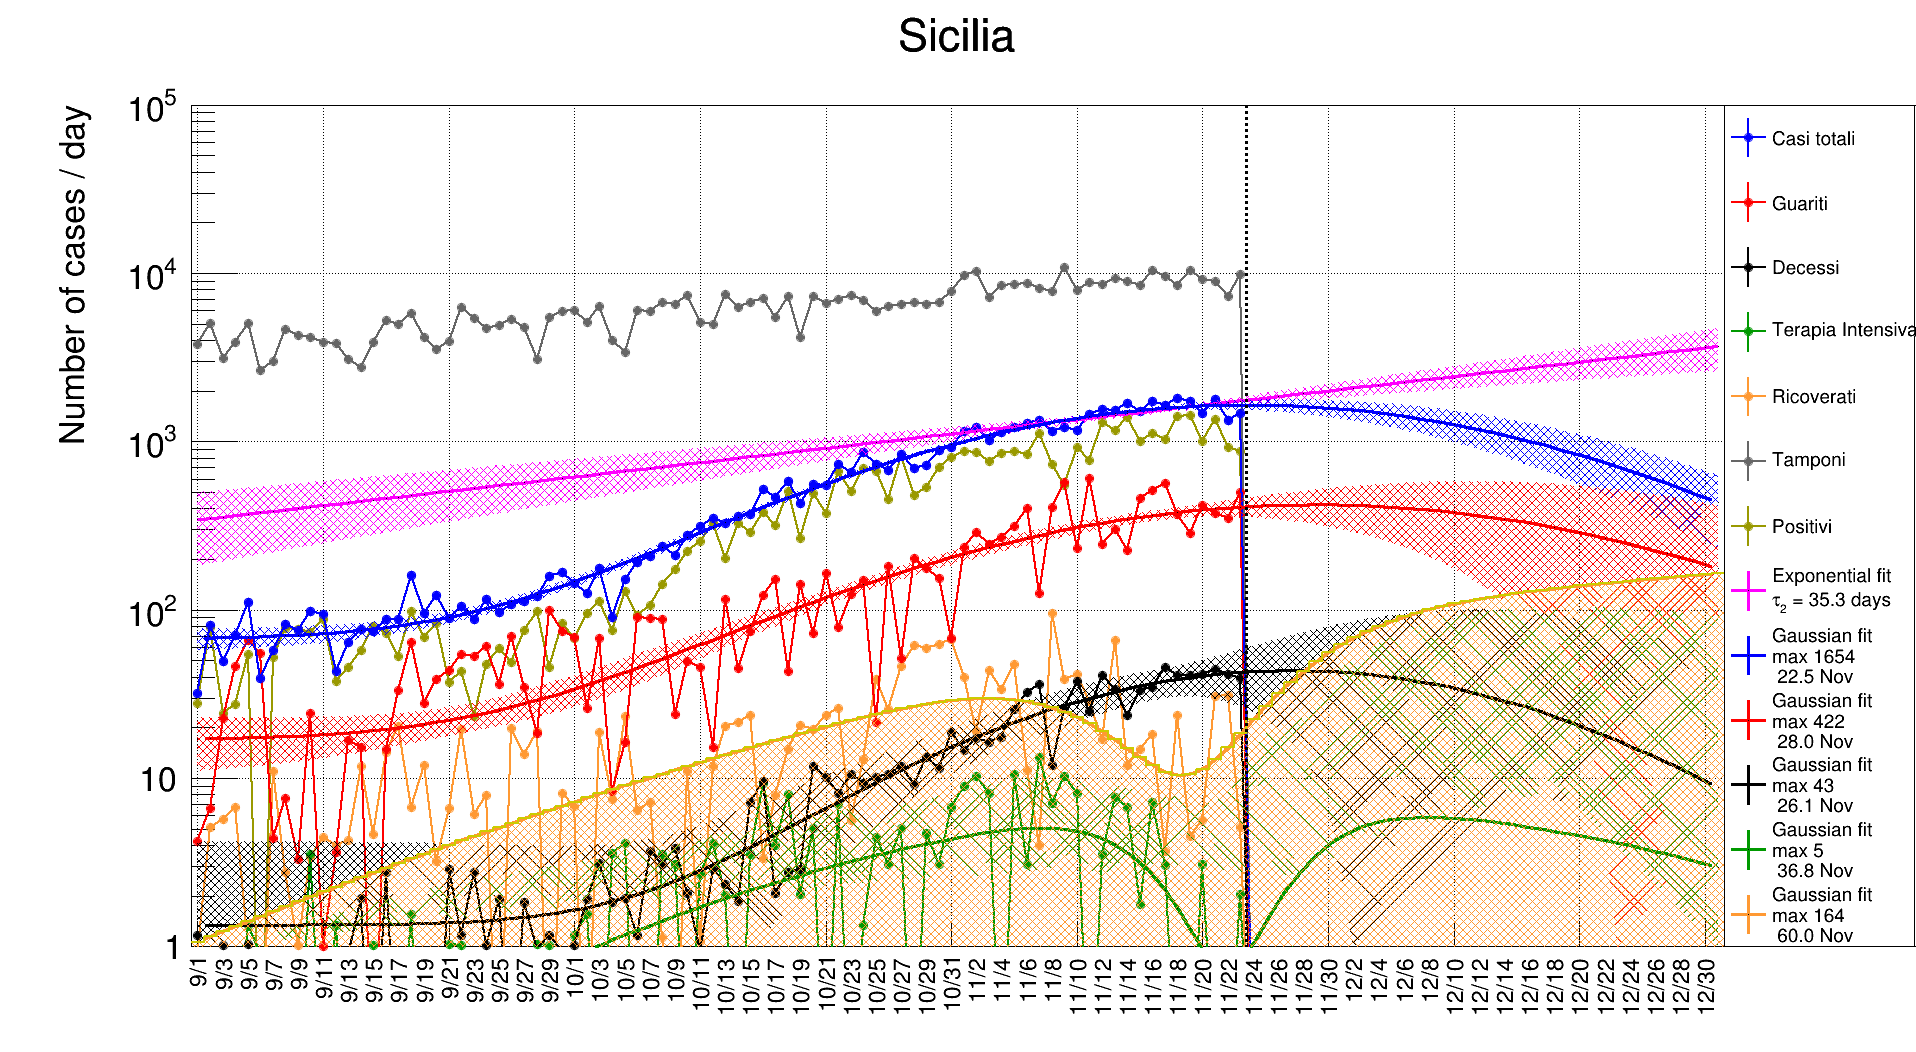 Sicilia
Number of cases / day
10⁵
10⁴
10³
10²
10
1
9/1
9/3
9/5
9/7
9/9
9/11
9/13
9/15
9/17
9/19
9/21
9/23
9/25
9/27
9/29
10/1
10/3
10/5
10/7
10/9
10/11
10/13
10/15
10/17
10/19
10/21
10/23
10/25
10/27
10/29
10/31
11/2
11/4
11/6
11/8
11/10
11/12
11/14
11/16
11/18
11/20
11/22
11/24
11/26
11/28
11/30
12/2
12/4
12/6
12/8
12/10
12/12
12/14
12/16
12/18
12/20
12/22
12/24
12/26
12/28
12/30
Casi totali
Guariti
Decessi
Terapia Intensiva
Ricoverati
Tamponi
Positivi
Exponential fit
τ₂ = 35.3 days
Gaussian fit
max 1654
22.5 Nov
Gaussian fit
max 422
28.0 Nov
Gaussian fit
max 43
26.1 Nov
Gaussian fit
max 5
36.8 Nov
Gaussian fit
max 164
60.0 Nov